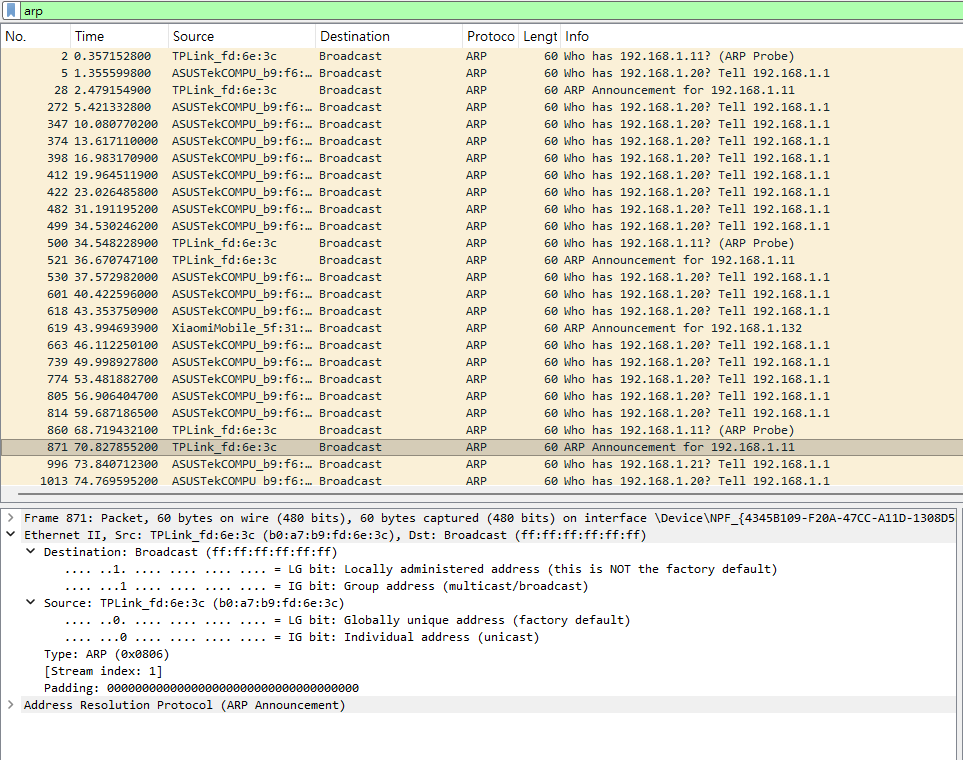 arp
No. Time Source Destination Protoco Lengt Info
2 0.357152800 TPLink_fd:6e:3c Broadcast ARP 60 Who has 192.168.1.11? (ARP Probe)
5 1.355599800 ASUSTekCOMPU_b9:f6:… Broadcast ARP 60 Who has 192.168.1.20? Tell 192.168.1.1
28 2.479154900 TPLink_fd:6e:3c Broadcast ARP 60 ARP Announcement for 192.168.1.11
272 5.421332800 ASUSTekCOMPU_b9:f6:… Broadcast ARP 60 Who has 192.168.1.20? Tell 192.168.1.1
347 10.080770200 ASUSTekCOMPU_b9:f6:… Broadcast ARP 60 Who has 192.168.1.20? Tell 192.168.1.1
374 13.617110000 ASUSTekCOMPU_b9:f6:… Broadcast ARP 60 Who has 192.168.1.20? Tell 192.168.1.1
398 16.983170900 ASUSTekCOMPU_b9:f6:… Broadcast ARP 60 Who has 192.168.1.20? Tell 192.168.1.1
412 19.964511900 ASUSTekCOMPU_b9:f6:… Broadcast ARP 60 Who has 192.168.1.20? Tell 192.168.1.1
422 23.026485800 ASUSTekCOMPU_b9:f6:… Broadcast ARP 60 Who has 192.168.1.20? Tell 192.168.1.1
482 31.191195200 ASUSTekCOMPU_b9:f6:… Broadcast ARP 60 Who has 192.168.1.20? Tell 192.168.1.1
499 34.530246200 ASUSTekCOMPU_b9:f6:… Broadcast ARP 60 Who has 192.168.1.20? Tell 192.168.1.1
500 34.548228900 TPLink_fd:6e:3c Broadcast ARP 60 Who has 192.168.1.11? (ARP Probe)
521 36.670747100 TPLink_fd:6e:3c Broadcast ARP 60 ARP Announcement for 192.168.1.11
530 37.572982000 ASUSTekCOMPU_b9:f6:… Broadcast ARP 60 Who has 192.168.1.20? Tell 192.168.1.1
601 40.422596000 ASUSTekCOMPU_b9:f6:… Broadcast ARP 60 Who has 192.168.1.20? Tell 192.168.1.1
618 43.353750900 ASUSTekCOMPU_b9:f6:… Broadcast ARP 60 Who has 192.168.1.20? Tell 192.168.1.1
619 43.994693900 XiaomiMobile_5f:31:… Broadcast ARP 60 ARP Announcement for 192.168.1.132
663 46.112250100 ASUSTekCOMPU_b9:f6:… Broadcast ARP 60 Who has 192.168.1.20? Tell 192.168.1.1
739 49.998927800 ASUSTekCOMPU_b9:f6:… Broadcast ARP 60 Who has 192.168.1.20? Tell 192.168.1.1
774 53.481882700 ASUSTekCOMPU_b9:f6:… Broadcast ARP 60 Who has 192.168.1.20? Tell 192.168.1.1
805 56.906404700 ASUSTekCOMPU_b9:f6:… Broadcast ARP 60 Who has 192.168.1.20? Tell 192.168.1.1
814 59.687186500 ASUSTekCOMPU_b9:f6:… Broadcast ARP 60 Who has 192.168.1.20? Tell 192.168.1.1
860 68.719432100 TPLink_fd:6e:3c Broadcast ARP 60 Who has 192.168.1.11? (ARP Probe)
871 70.827855200 TPLink_fd:6e:3c Broadcast ARP 60 ARP Announcement for 192.168.1.11
996 73.840712300 ASUSTekCOMPU_b9:f6:… Broadcast ARP 60 Who has 192.168.1.21? Tell 192.168.1.1
1013 74.769595200 ASUSTekCOMPU_b9:f6:… Broadcast ARP 60 Who has 192.168.1.20? Tell 192.168.1.1
Frame 871: Packet, 60 bytes on wire (480 bits), 60 bytes captured (480 bits) on interface \Device\NPF_{4345B109-F20A-47CC-A11D-1308D5
Ethernet II, Src: TPLink_fd:6e:3c (b0:a7:b9:fd:6e:3c), Dst: Broadcast (ff:ff:ff:ff:ff:ff)
Destination: Broadcast (ff:ff:ff:ff:ff:ff)
.... ..1. .... .... .... .... = LG bit: Locally administered address (this is NOT the factory default)
.... ...1 .... .... .... .... = IG bit: Group address (multicast/broadcast)
Source: TPLink_fd:6e:3c (b0:a7:b9:fd:6e:3c)
.... ..0. .... .... .... .... = LG bit: Globally unique address (factory default)
.... ...0 .... .... .... .... = IG bit: Individual address (unicast)
Type: ARP (0x0806)
[Stream index: 1]
Padding: 000000000000000000000000000000000000
Address Resolution Protocol (ARP Announcement)